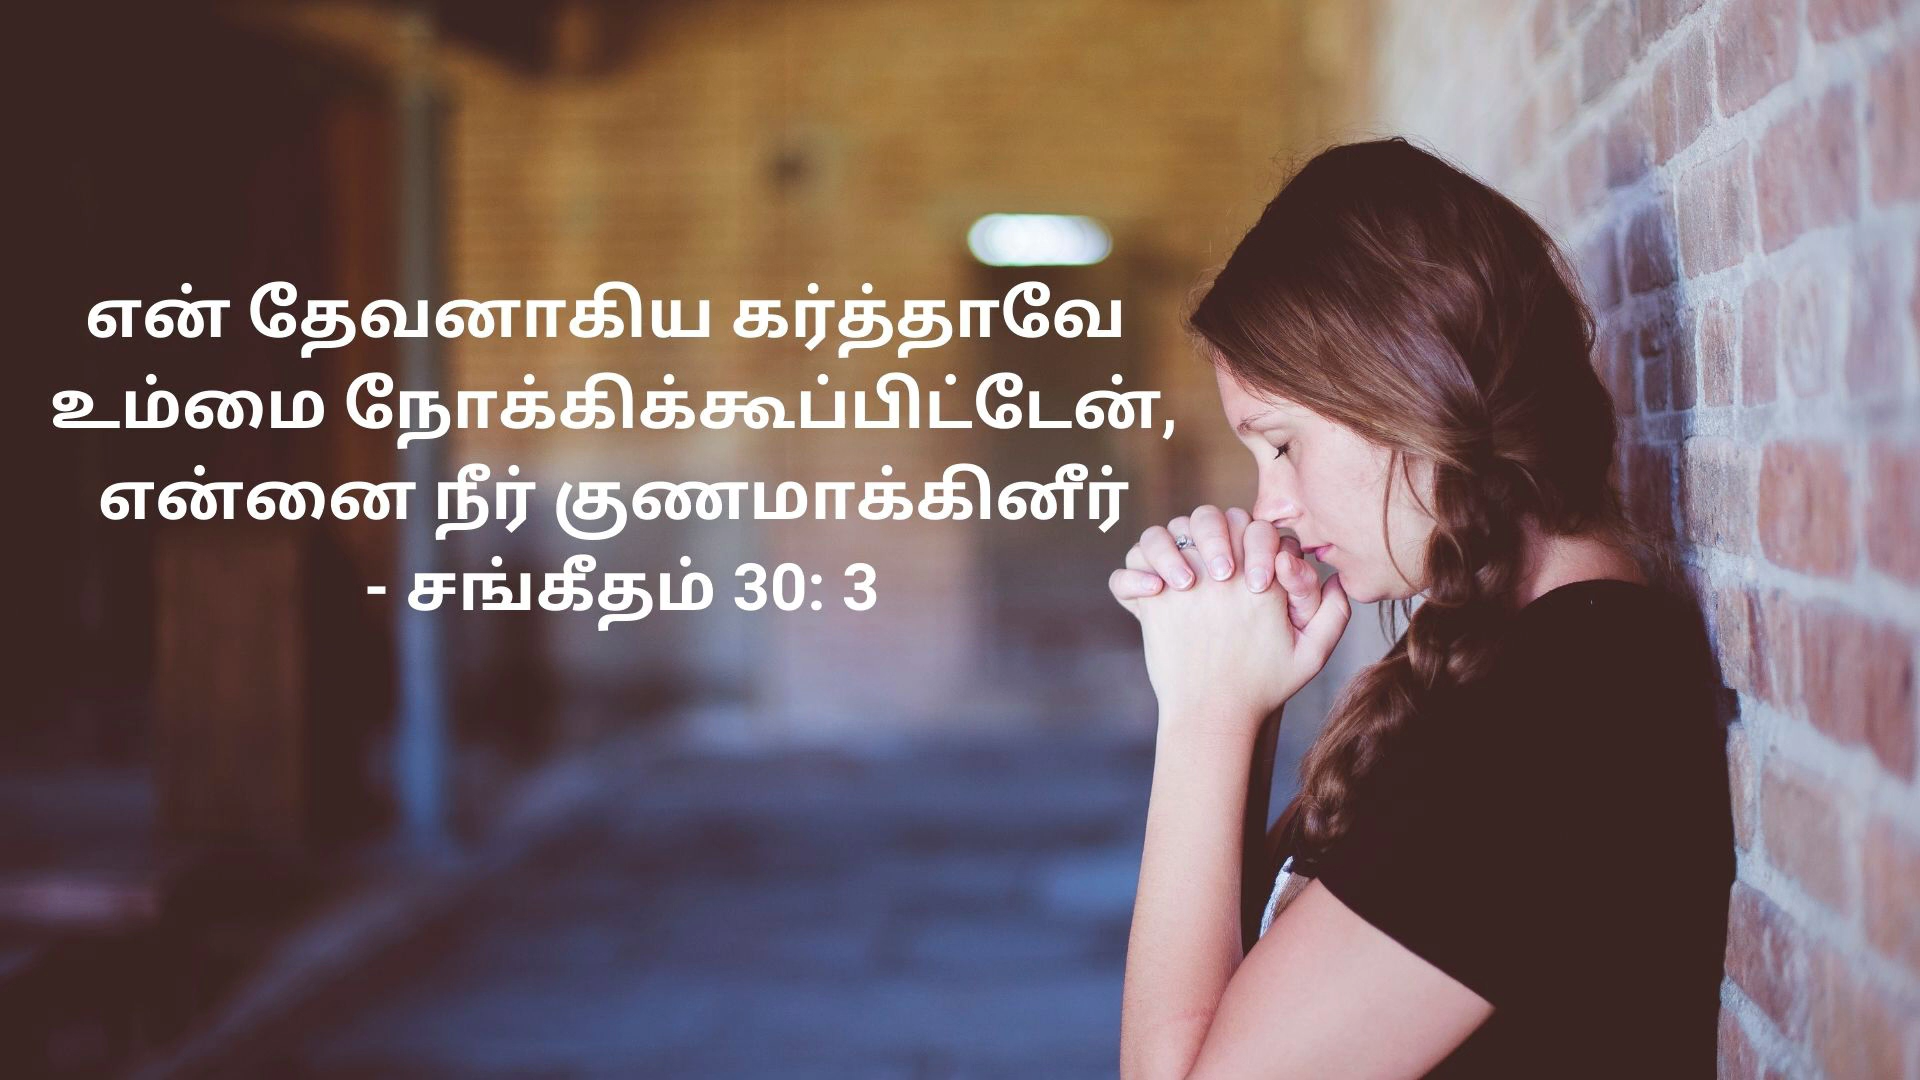 என் தேவனாகிய கர்த்தாவே
உம்மை நோக்கிக்கூப்பிட்டேன்,
என்னை நீர் குணமாக்கினீர்
- சங்கீதம் 30: 3